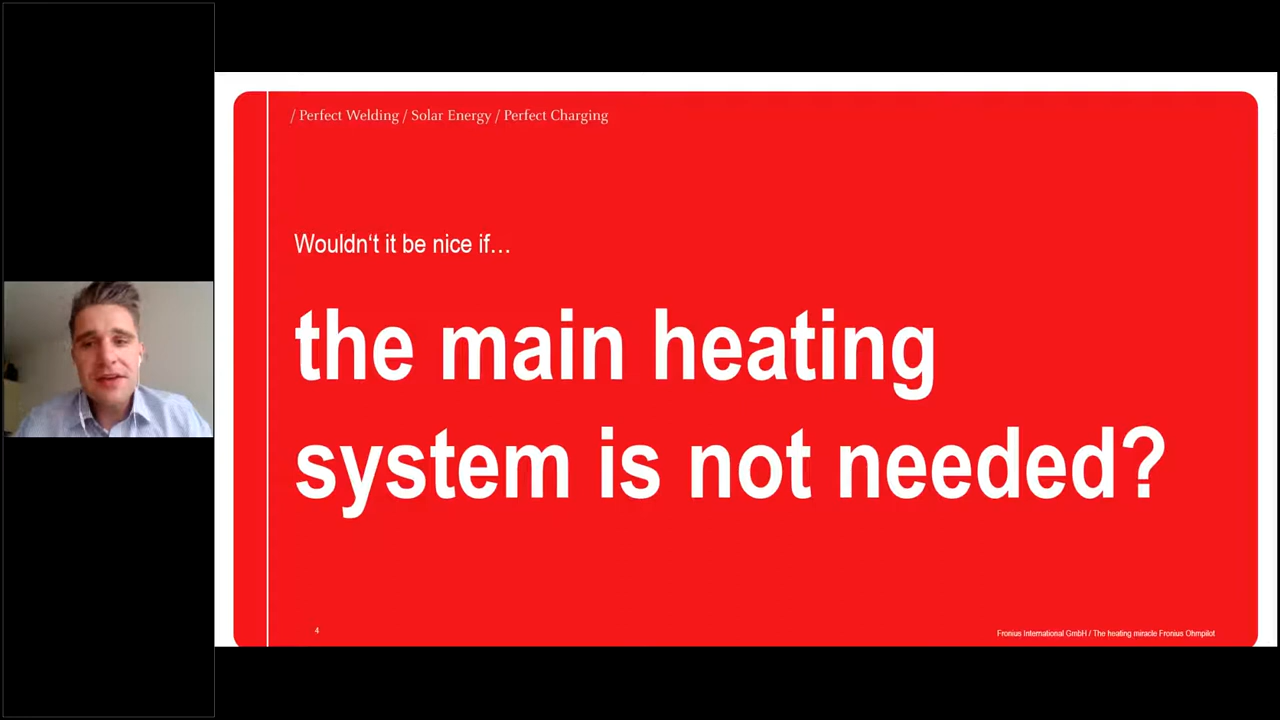 / Perfect Welding / Solar Energy / Perfect Charging
Wouldn‘t it be nice if…
the main heating
system is not needed?
4
Fronius International GmbH / The heating miracle Fronius Ohmpilot